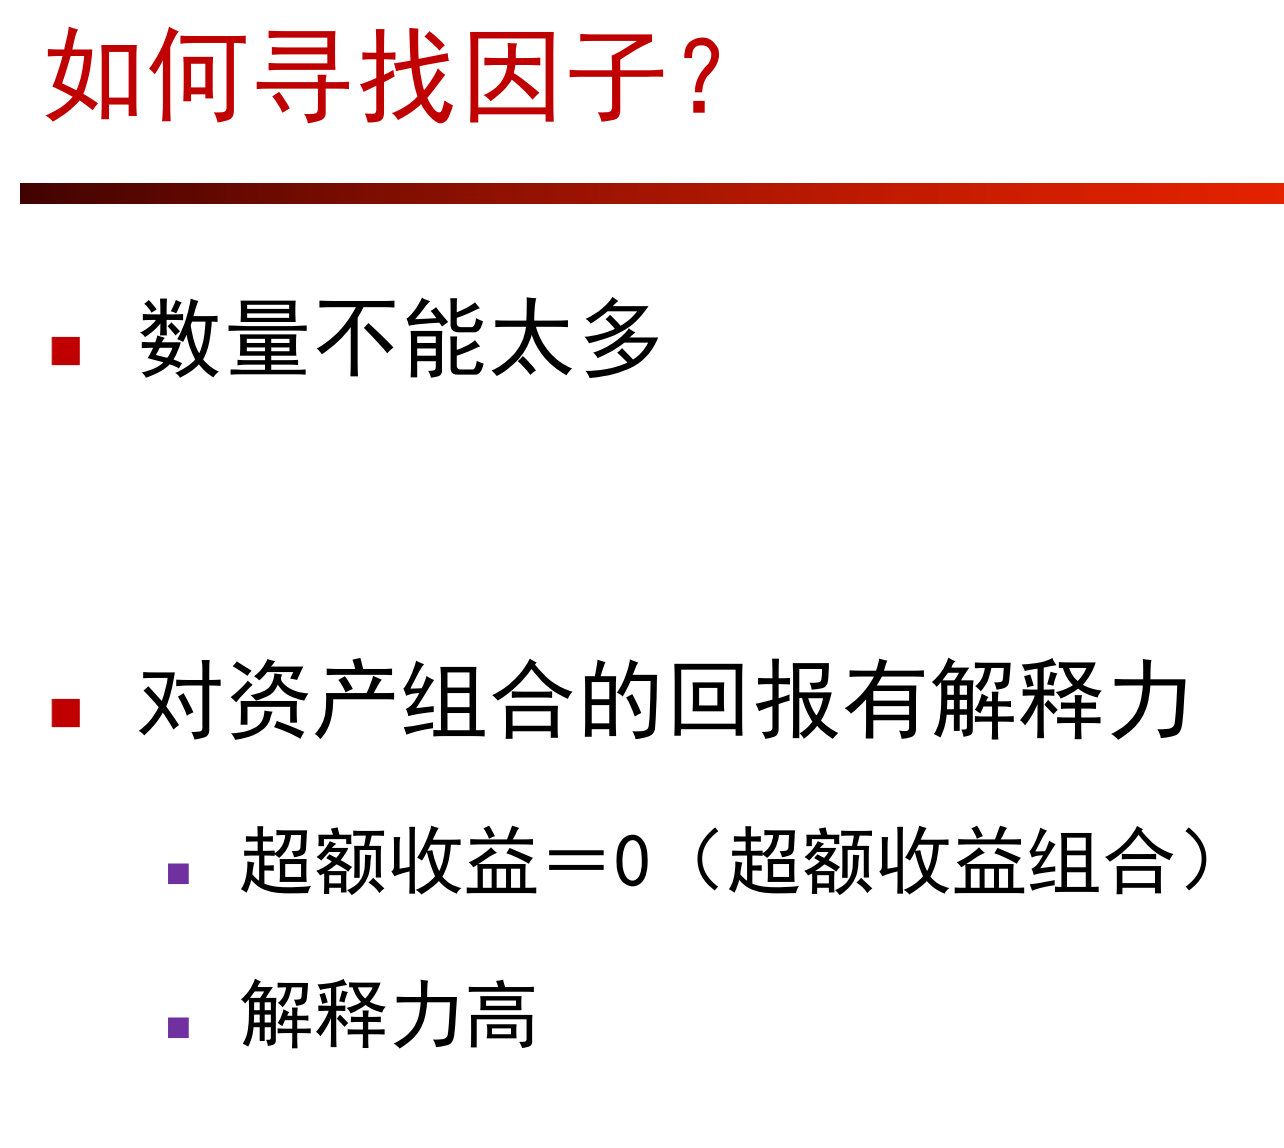 如何寻找因子？
数量不能太多
对资产组合的回报有解释力
超额收益＝0（超额收益组合）
解释力高